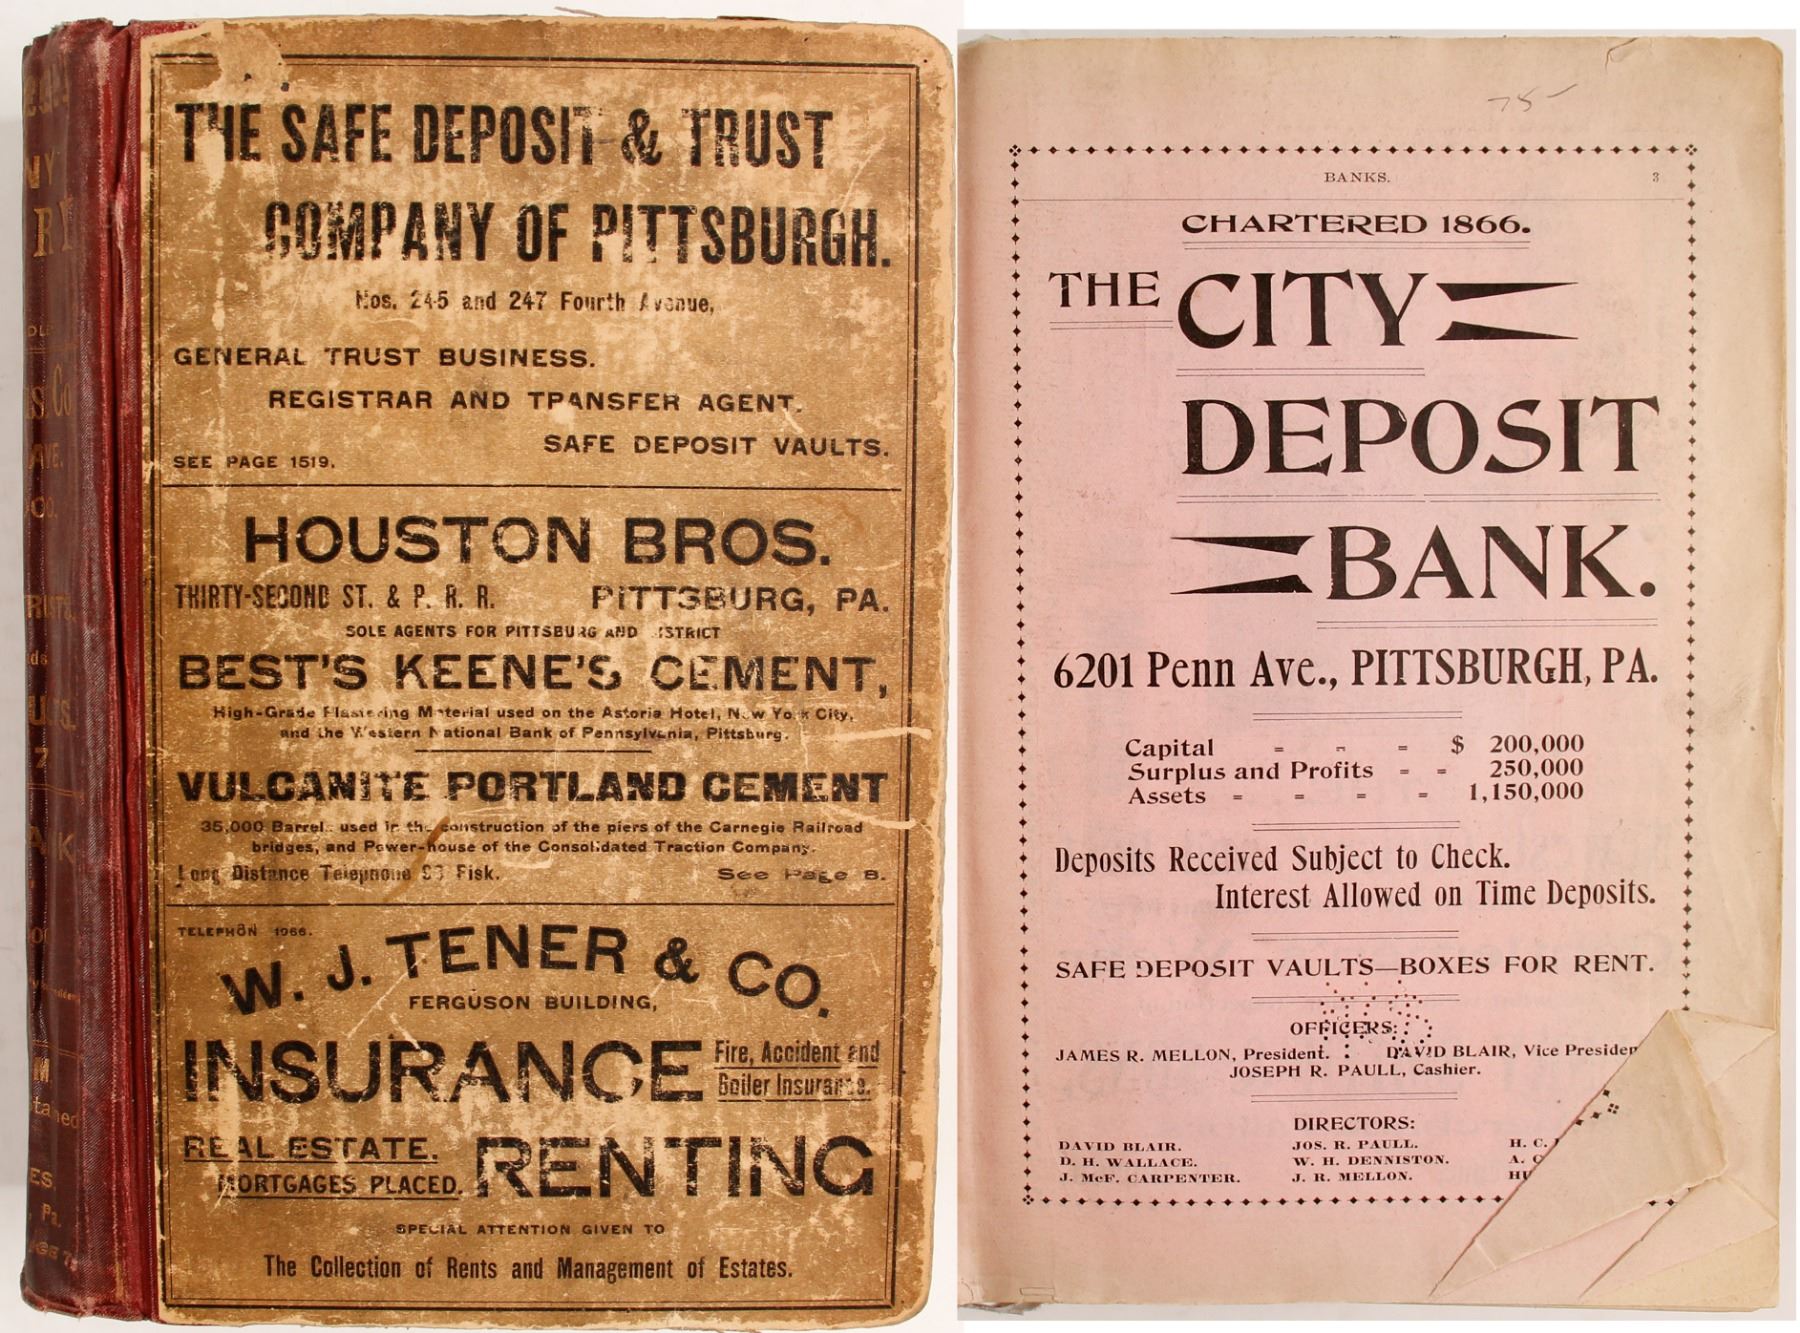 THE SAFE DEPOSIT & TRUST
COMPANY OF PITTSBURGH.
Nos. 245 and 247 Fourth Avenue,
GENERAL TRUST BUSINESS.
REGISTRAR AND TRANSFER AGENT.
SAFE DEPOSIT VAULTS.
SEE PAGE 1519.
HOUSTON BROS.
THIRTY-SECOND ST. & P. R. R. PITTSBURG, PA.
SOLE AGENTS FOR PITTSBURG AND DISTRICT
BEST'S KEENE'S CEMENT,
High-Grade Plastering Material used on the Astoria Hotel, New York City,
and the Western National Bank of Pennsylvania, Pittsburg.
VULCANITE PORTLAND CEMENT
35,000 Barrels used in the construction of the piers of the Carnegie Railroad
bridges, and Power-house of the Consolidated Traction Company.
Long Distance Telephone Fisk. See Page 8.
TELEPHON 1966.
W. J. TENER & CO.
FERGUSON BUILDING,
INSURANCE Fire, Accident and
Boiler Insurance.
REAL ESTATE.
MORTGAGES PLACED. RENTING
SPECIAL ATTENTION GIVEN TO
The Collection of Rents and Management of Estates.
RY
Co
AVE.
CO.
7
Pa.
75
BANKS. 3
CHARTERED 1866.
THE CITY
DEPOSIT
BANK.
6201 Penn Ave., PITTSBURGH, PA.
Capital - - - $ 200,000
Surplus and Profits - - 250,000
Assets - - - - 1,150,000
Deposits Received Subject to Check.
Interest Allowed on Time Deposits.
SAFE DEPOSIT VAULTS—BOXES FOR RENT.
OFFICERS:
JAMES R. MELLON, President. DAVID BLAIR, Vice Presiden
JOSEPH R. PAULL, Cashier.
DIRECTORS:
DAVID BLAIR. JOS. R. PAULL. H. C.
D. H. WALLACE. W. H. DENNISTON. A. C
J. McF. CARPENTER. J. R. MELLON. HU